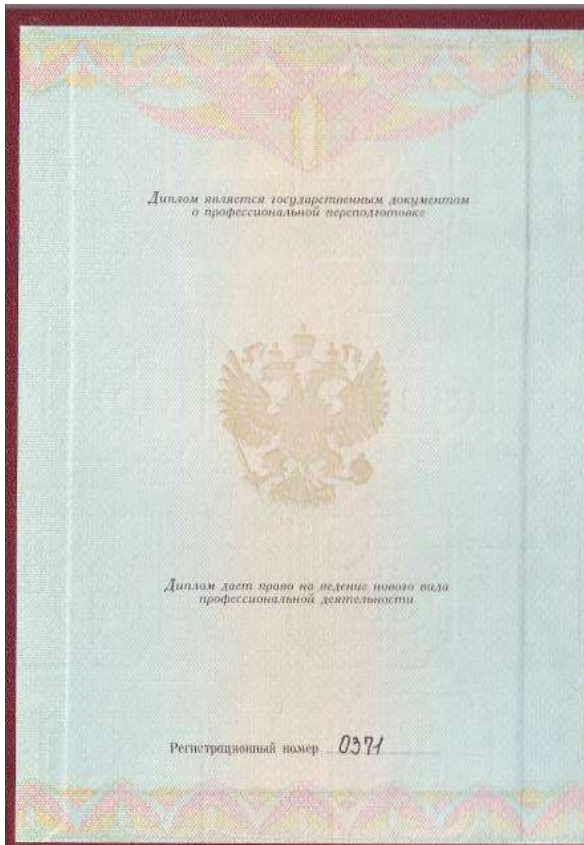 Диплом является государственным документом
о профессиональной переподготовке
Диплом дает право на ведение нового вида
профессиональной деятельности
Регистрационный номер 0371